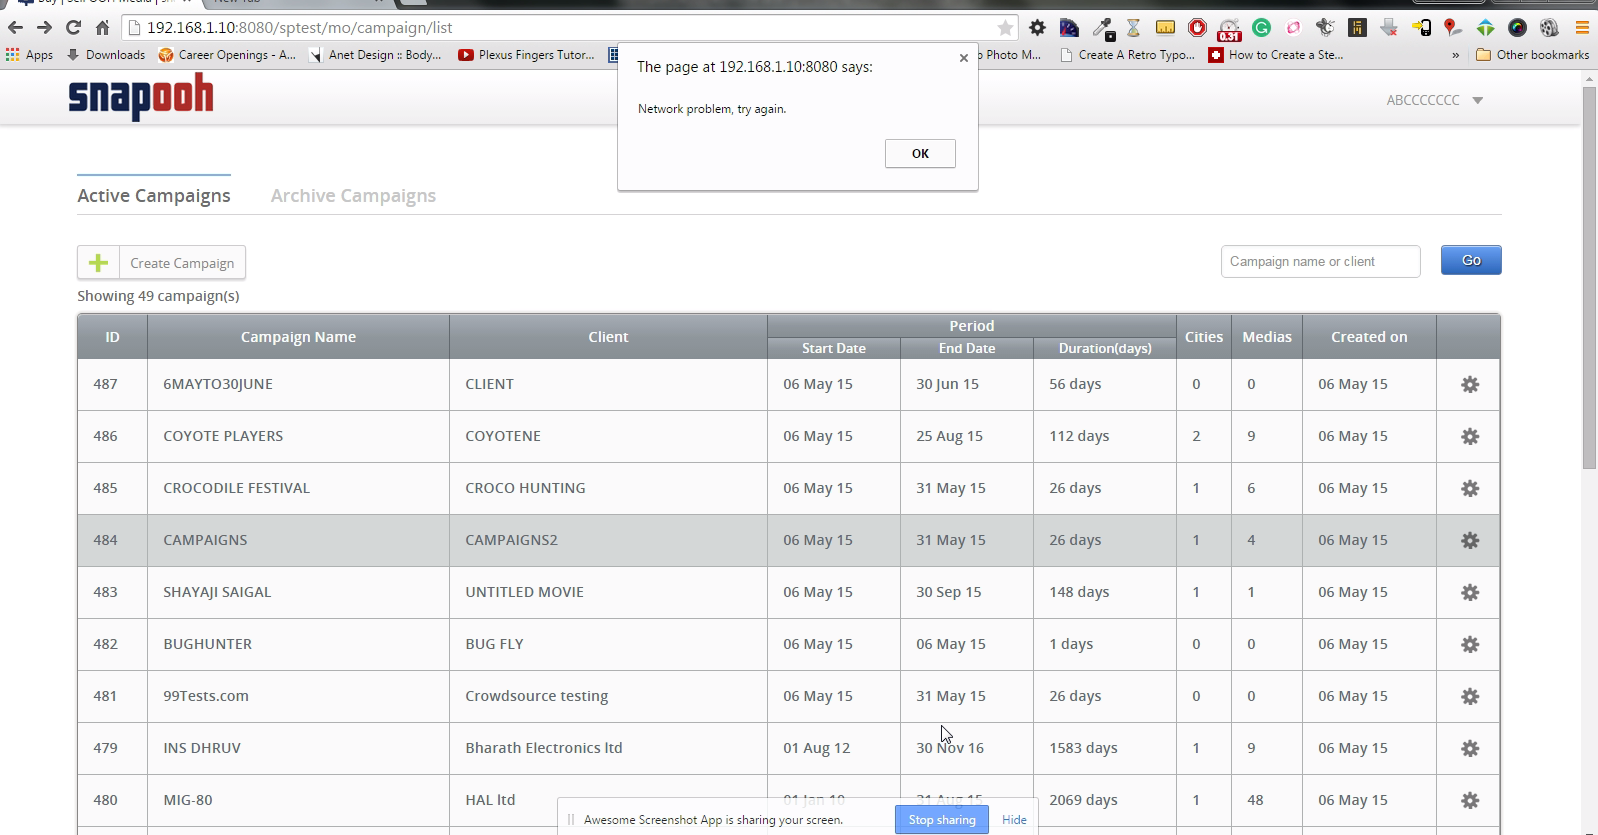 192.168.1.10:8080/sptest/mo/campaign/list
0.31
Apps Downloads Career Openings - A... Anet Design :: Body... Plexus Fingers Tutor... Photo M... Create A Retro Typo... How to Create a Ste... » Other bookmarks
The page at 192.168.1.10:8080 says:
Network problem, try again.
OK
snapooh
ABCCCCCCC
Active Campaigns Archive Campaigns
Create Campaign
Campaign name or client Go
Showing 49 campaign(s)
ID Campaign Name Client Period Cities Medias Created on
Start Date End Date Duration(days)
487 6MAYTO30JUNE CLIENT 06 May 15 30 Jun 15 56 days 0 0 06 May 15
486 COYOTE PLAYERS COYOTENE 06 May 15 25 Aug 15 112 days 2 9 06 May 15
485 CROCODILE FESTIVAL CROCO HUNTING 06 May 15 31 May 15 26 days 1 6 06 May 15
484 CAMPAIGNS CAMPAIGNS2 06 May 15 31 May 15 26 days 1 4 06 May 15
483 SHAYAJI SAIGAL UNTITLED MOVIE 06 May 15 30 Sep 15 148 days 1 1 06 May 15
482 BUGHUNTER BUG FLY 06 May 15 06 May 15 1 days 0 0 06 May 15
481 99Tests.com Crowdsource testing 06 May 15 31 May 15 26 days 0 0 06 May 15
479 INS DHRUV Bharath Electronics ltd 01 Aug 12 30 Nov 16 1583 days 1 9 06 May 15
480 MIG-80 HAL ltd 01 Jan 10 31 Aug 15 2069 days 1 48 06 May 15
Awesome Screenshot App is sharing your screen. Stop sharing Hide